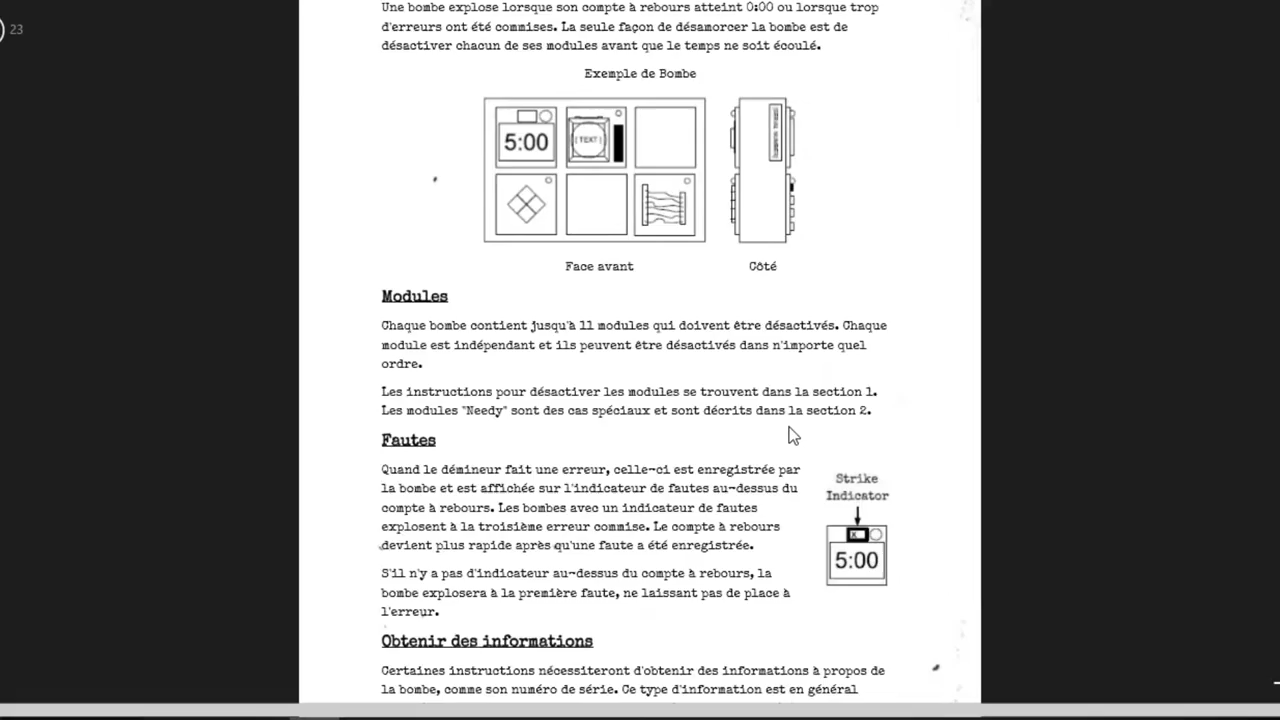 23
Une bombe explose lorsque son compte à rebours atteint 0:00 ou lorsque trop
d'erreurs ont été commises. La seule façon de désamorcer la bombe est de
désactiver chacun de ses modules avant que le temps ne soit écoulé.
Exemple de Bombe
5:00
[TEXT]
Face avant
Côté
Modules
Chaque bombe contient jusqu'à 11 modules qui doivent être désactivés. Chaque
module est indépendant et ils peuvent être désactivés dans n'importe quel
ordre.
Les instructions pour désactiver les modules se trouvent dans la section 1.
Les modules "Needy" sont des cas spéciaux et sont décrits dans la section 2.
Fautes
Quand le démineur fait une erreur, celle-ci est enregistrée par
la bombe et est affichée sur l'indicateur de fautes au-dessus du
compte à rebours. Les bombes avec un indicateur de fautes
explosent à la troisième erreur commise. Le compte à rebours
devient plus rapide après qu'une faute a été enregistrée.
Strike
Indicator
X
5:00
S'il n'y a pas d'indicateur au-dessus du compte à rebours, la
bombe explosera à la première faute, ne laissant pas de place à
l'erreur.
Obtenir des informations
Certaines instructions nécessiteront d'obtenir des informations à propos de
la bombe, comme son numéro de série. Ce type d'information est en général